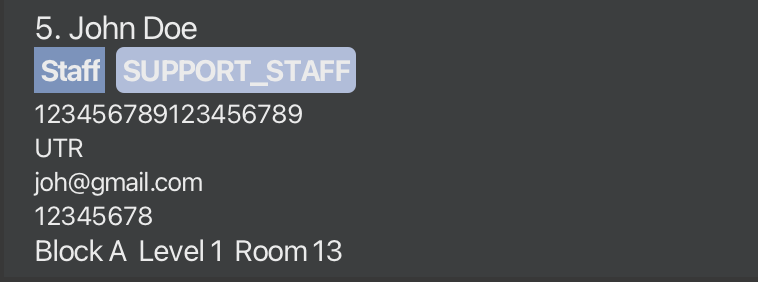 5. John Doe
Staff SUPPORT_STAFF
123456789123456789
UTR
joh@gmail.com
12345678
Block A Level 1 Room 13